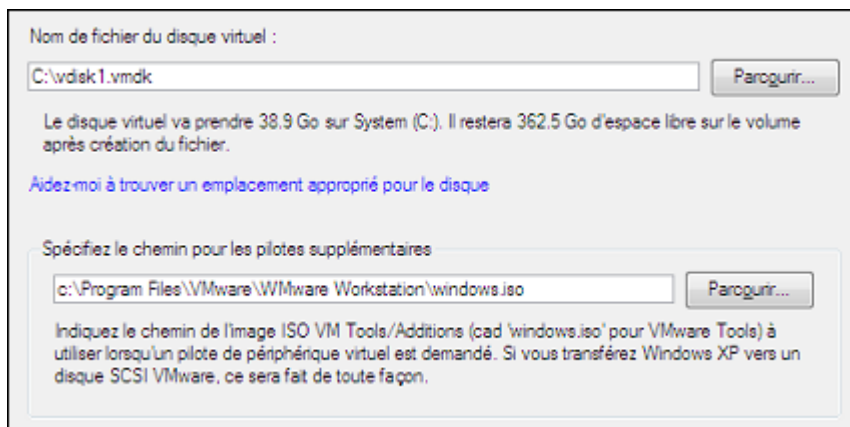 Nom de fichier du disque virtuel :
C:\vdisk1.vmdk
Parcourir...
Le disque virtuel va prendre 38.9 Go sur System (C:). Il restera 362.5 Go d'espace libre sur le volume
après création du fichier.
Aidez-moi à trouver un emplacement approprié pour le disque
Spécifiez le chemin pour les pilotes supplémentaires
c:\Program Files\VMware\WMware Workstation\windows.iso
Parcourir...
Indiquez le chemin de l'image ISO VM Tools/Additions (cad 'windows.iso' pour VMware Tools) à
utiliser lorsqu'un pilote de périphérique virtuel est demandé. Si vous transférez Windows XP vers un
disque SCSI VMware, ce sera fait de toute façon.